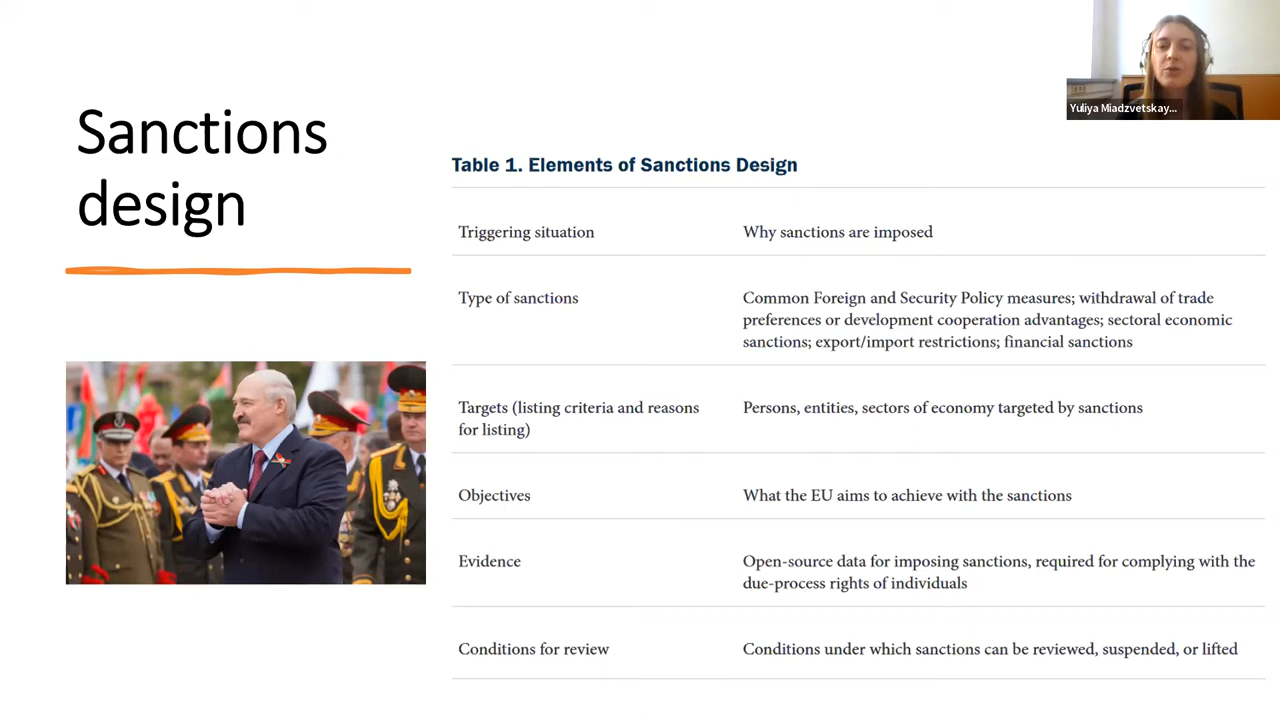 Sanctions
design
Yuliya Miadzvetskay...
Table 1. Elements of Sanctions Design
Triggering situation
Why sanctions are imposed
Type of sanctions
Common Foreign and Security Policy measures; withdrawal of trade
preferences or development cooperation advantages; sectoral economic
sanctions; export/import restrictions; financial sanctions
Targets (listing criteria and reasons
for listing)
Persons, entities, sectors of economy targeted by sanctions
Objectives
What the EU aims to achieve with the sanctions
Evidence
Open-source data for imposing sanctions, required for complying with the
due-process rights of individuals
Conditions for review
Conditions under which sanctions can be reviewed, suspended, or lifted